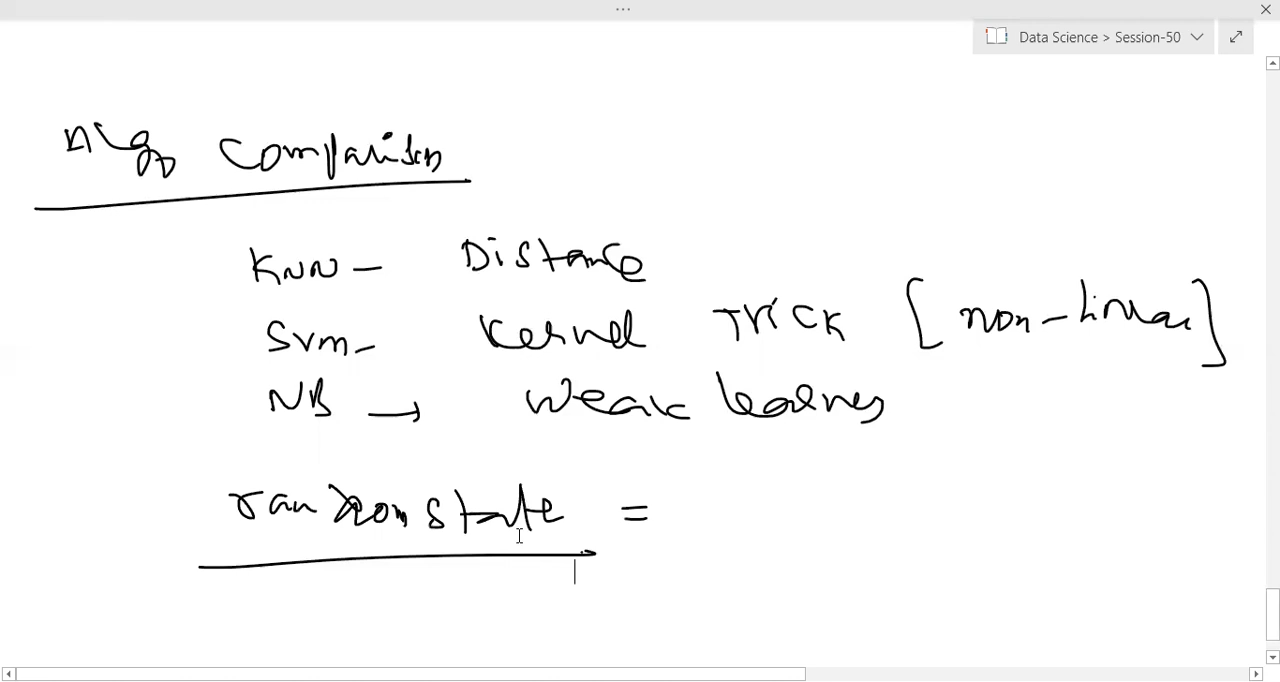 Data Science > Session-50
Algo Comparison
KNN - Distance
SVM - Kernel TRICK [non-linear]
NB → weak learner
random state =